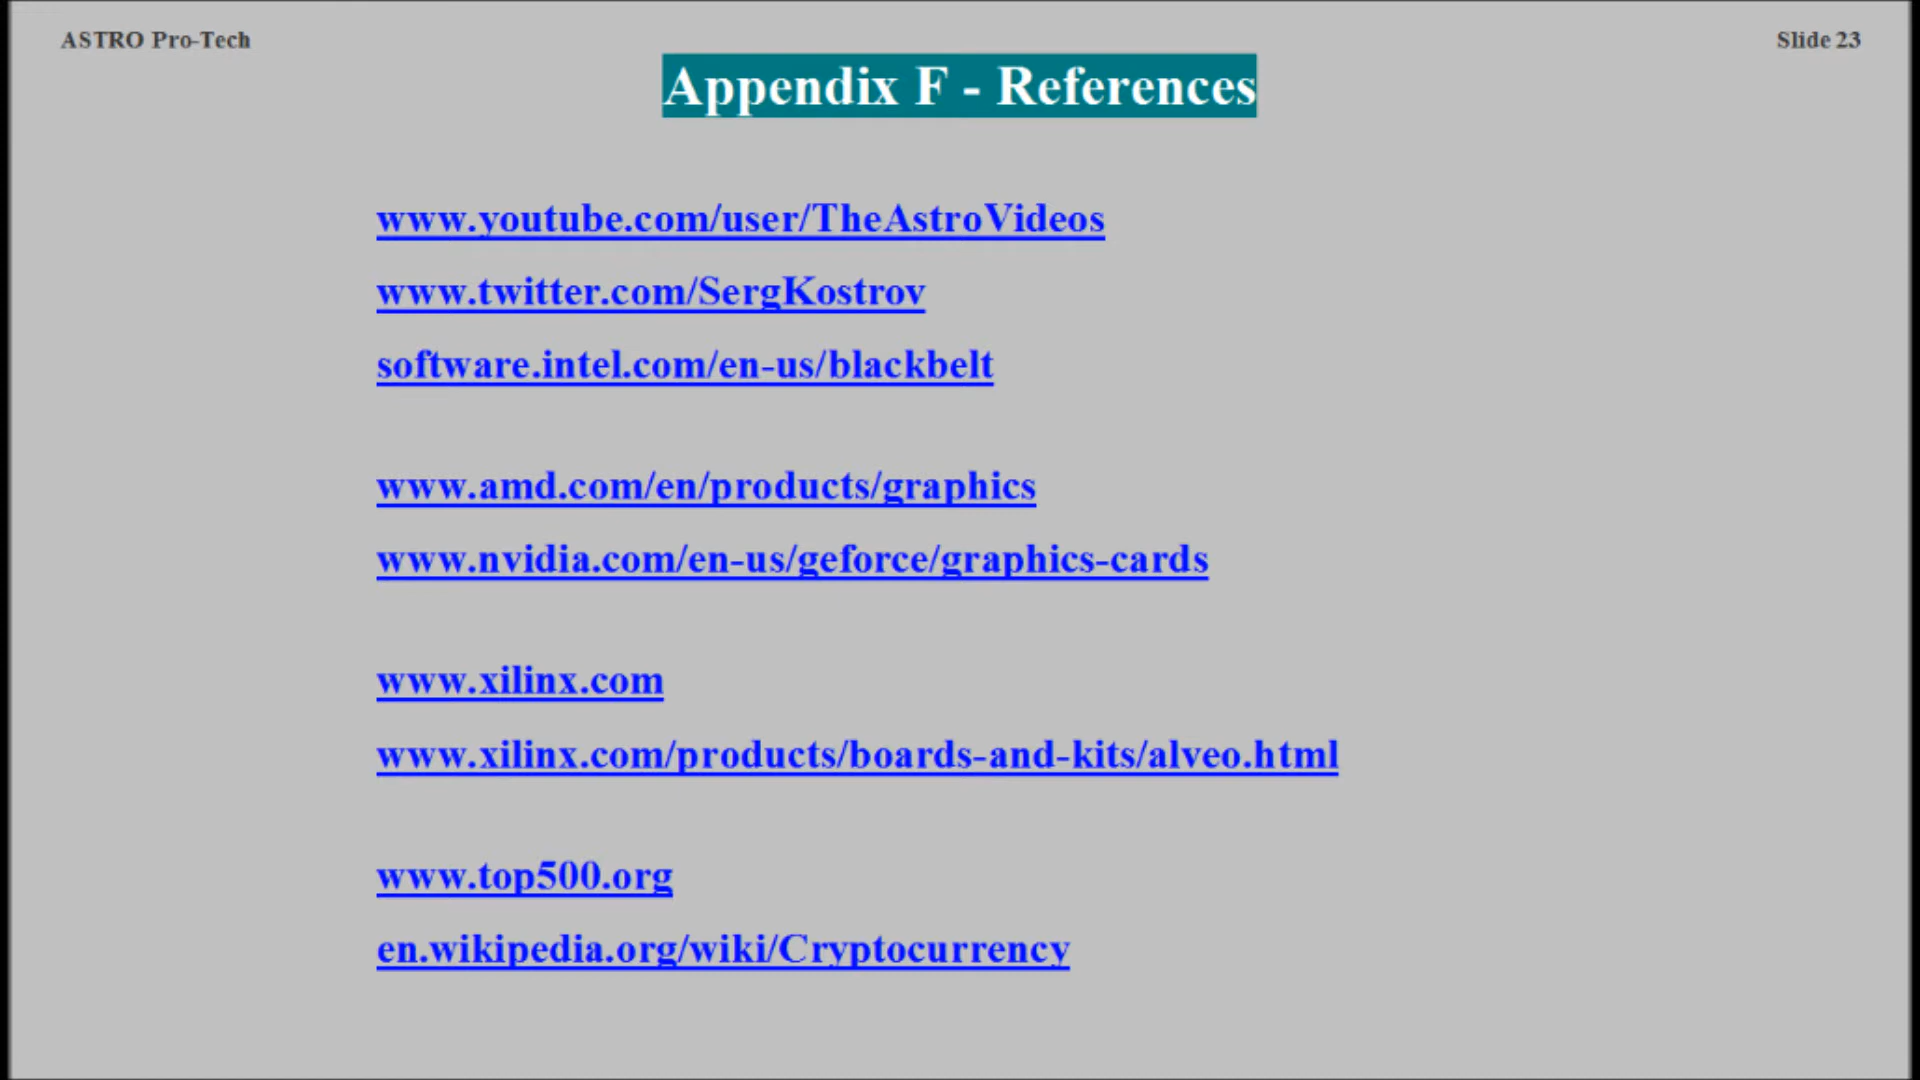 ASTRO Pro-Tech
Slide 23
Appendix F - References
www.youtube.com/user/TheAstroVideos
www.twitter.com/SergKostrov
software.intel.com/en-us/blackbelt
www.amd.com/en/products/graphics
www.nvidia.com/en-us/geforce/graphics-cards
www.xilinx.com
www.xilinx.com/products/boards-and-kits/alveo.html
www.top500.org
en.wikipedia.org/wiki/Cryptocurrency